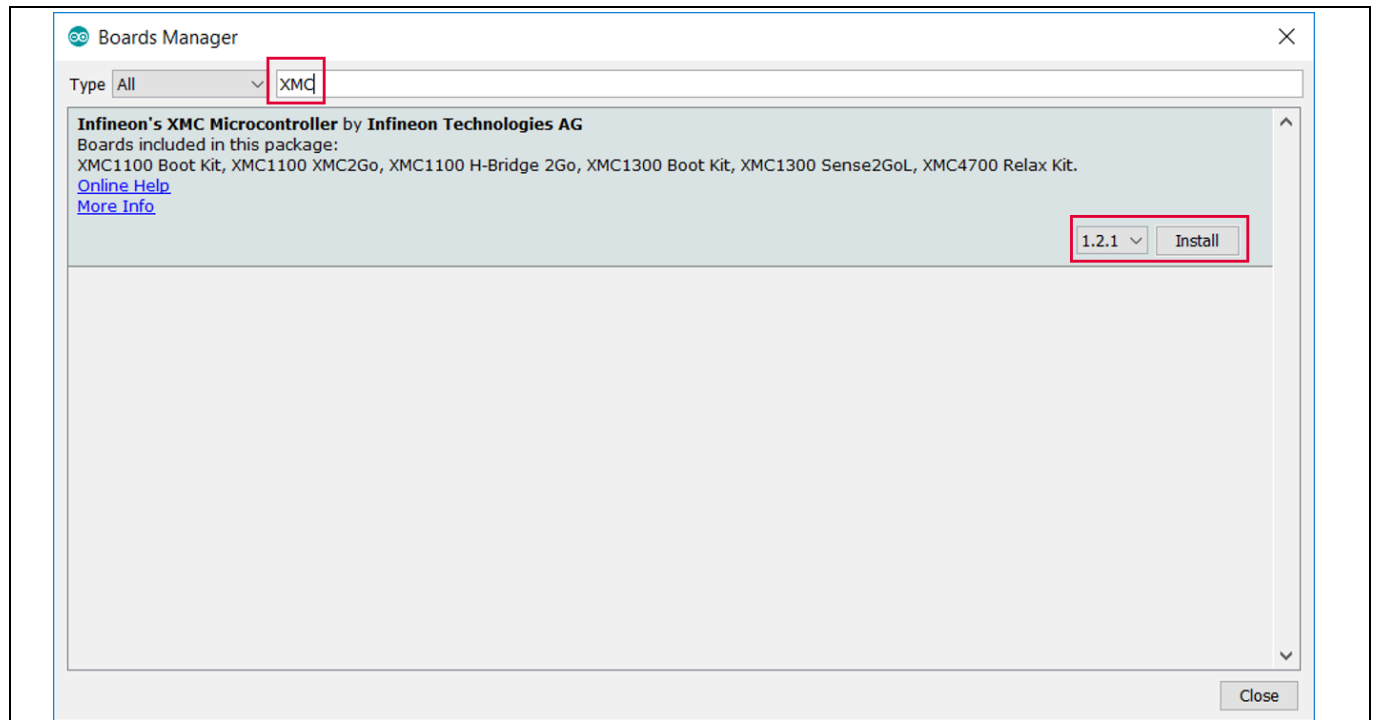 Boards Manager
Type All XMC
Infineon's XMC Microcontroller by Infineon Technologies AG
Boards included in this package:
XMC1100 Boot Kit, XMC1100 XMC2Go, XMC1100 H-Bridge 2Go, XMC1300 Boot Kit, XMC1300 Sense2GoL, XMC4700 Relax Kit.
Online Help
More Info
1.2.1 Install
Close